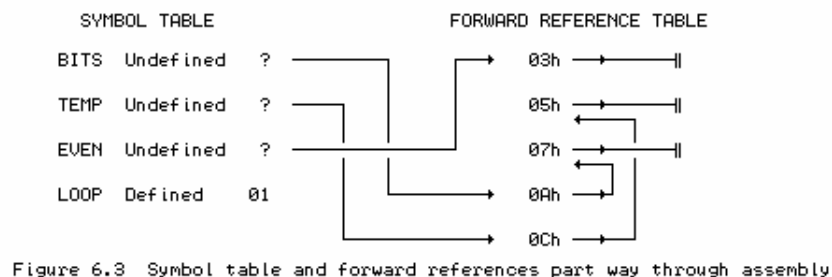 SYMBOL TABLE FORWARD REFERENCE TABLE
BITS Undefined ? 03h
TEMP Undefined ? 05h
EVEN Undefined ? 07h
LOOP Defined 01 0Ah
0Ch
Figure 6.3 Symbol table and forward references part way through assembly